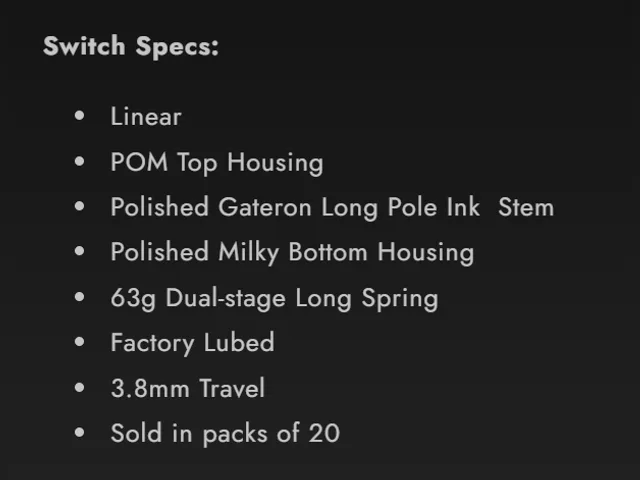 Switch Specs:
• Linear
• POM Top Housing
• Polished Gateron Long Pole Ink  Stem
• Polished Milky Bottom Housing
• 63g Dual-stage Long Spring
• Factory Lubed
• 3.8mm Travel
• Sold in packs of 20